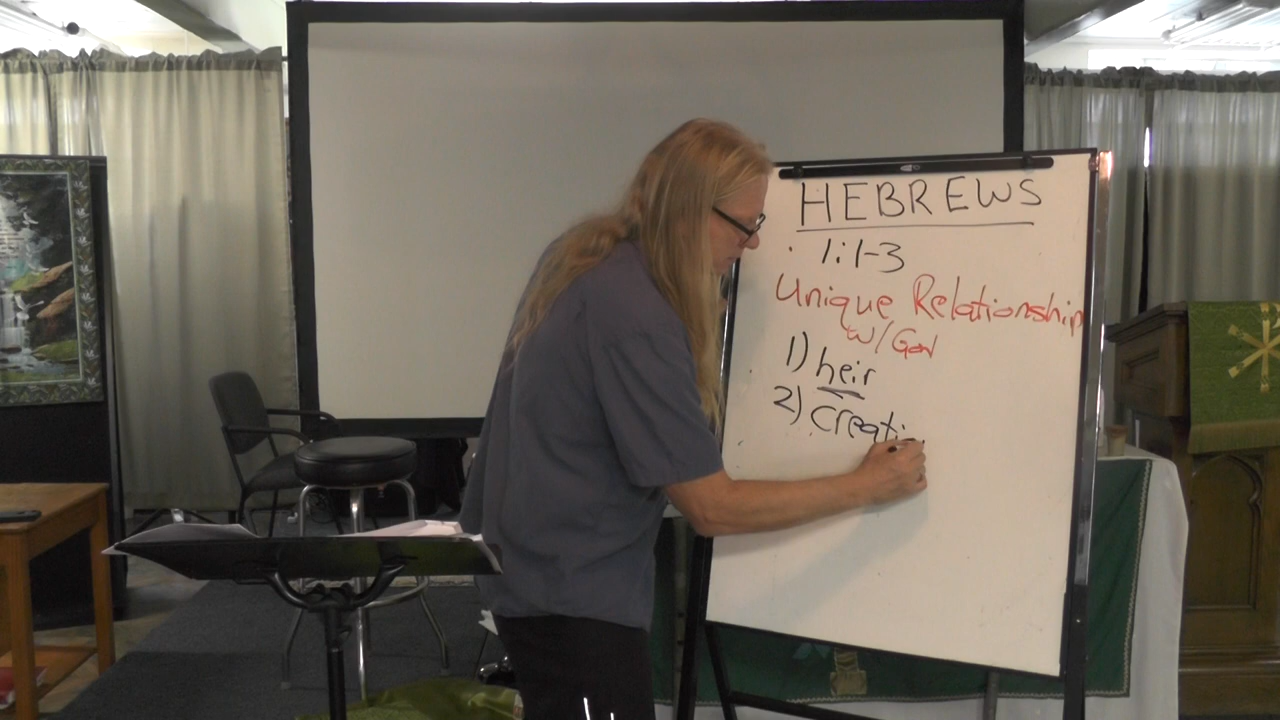 HEBREWS
1:1-3
Unique Relationship
w/God
1) heir
2) creati